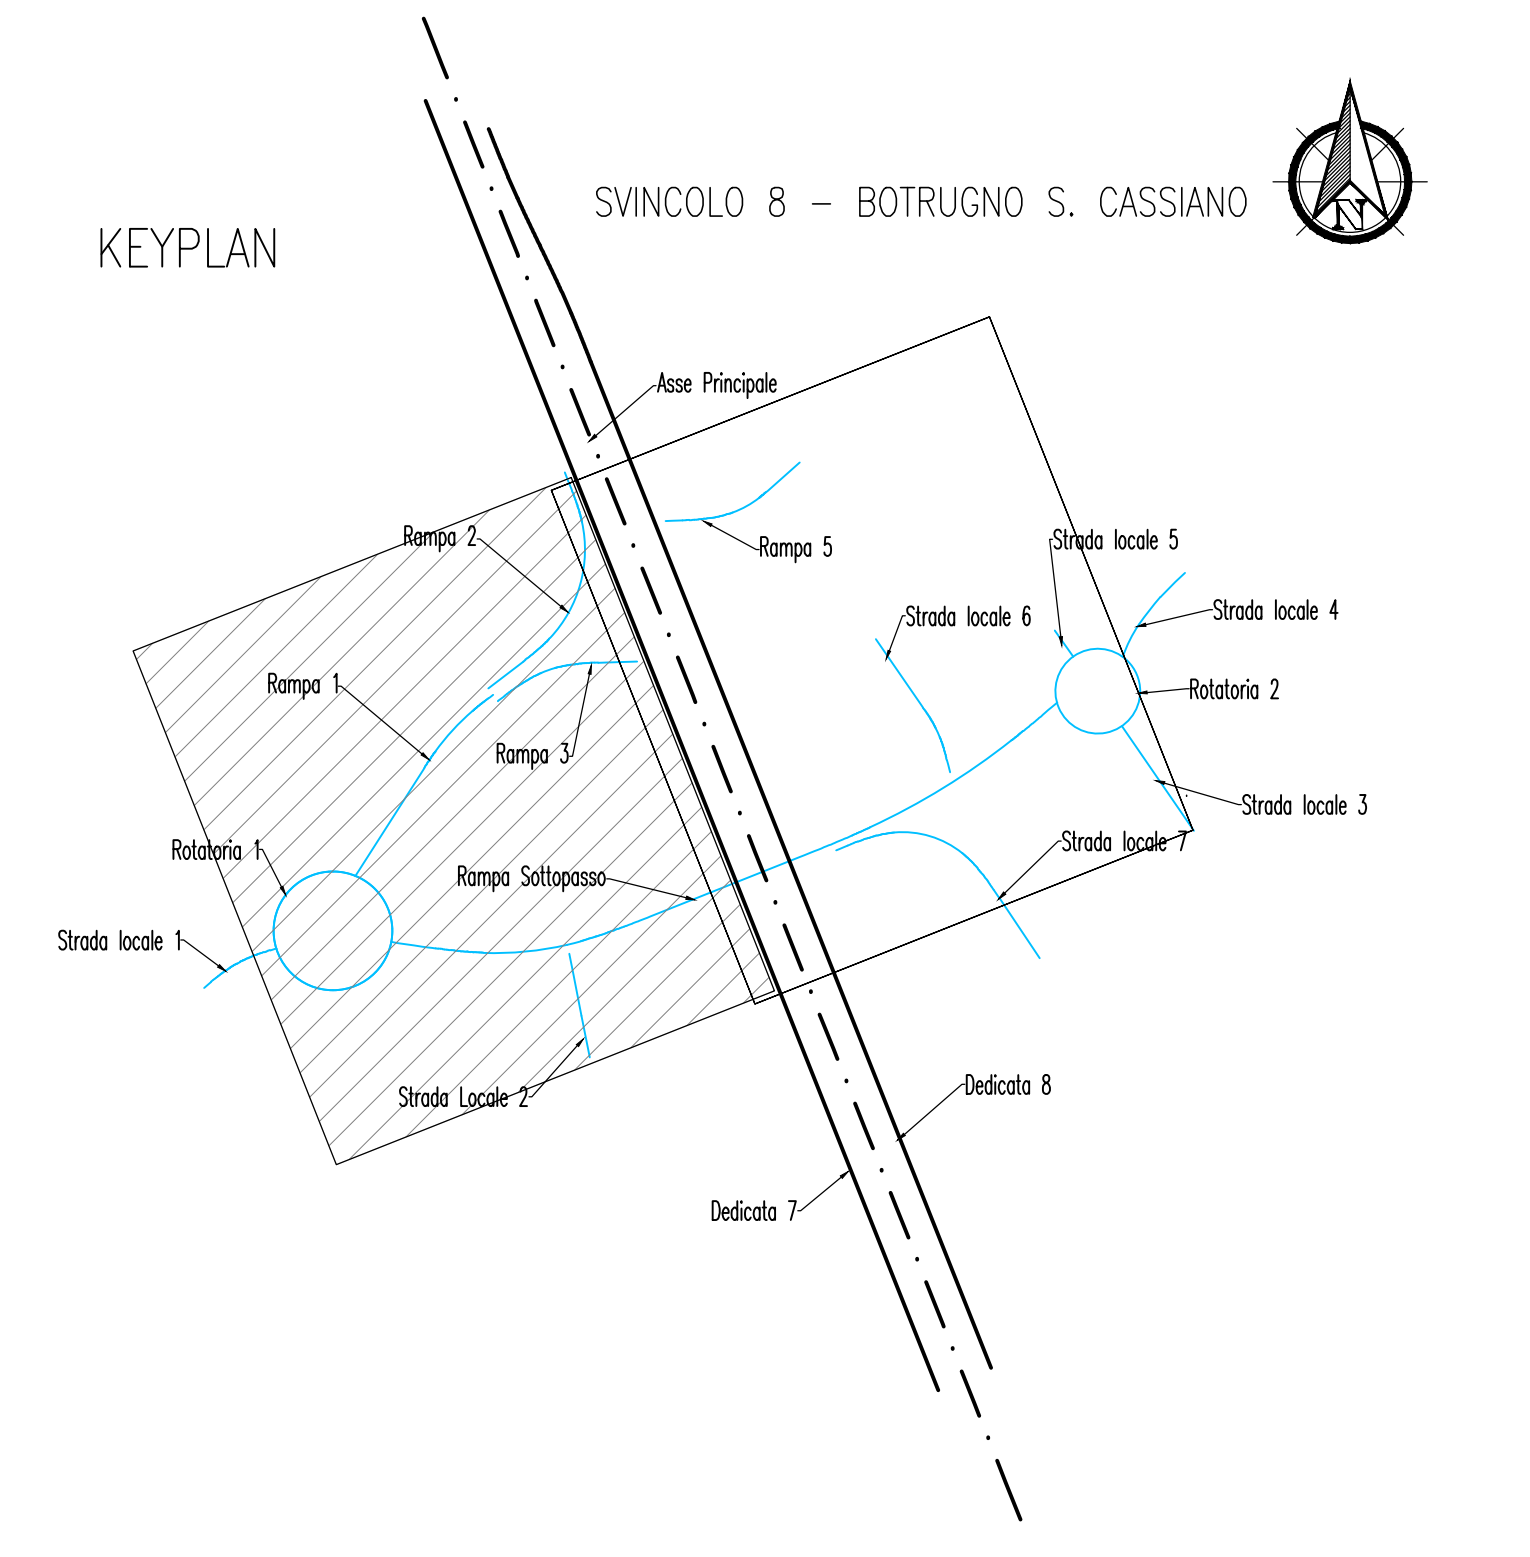 SVINCOLO 8 – BOTRUGNO S. CASSIANO
N
KEYPLAN
Asse Principale
Rampa 2
Rampa 5
Strada locale 5
Strada locale 6
Strada locale 4
Rampa 1
Rotatoria 2
Rampa 3
Strada locale 3
Rotatoria 1
Strada locale 7
Rampa Sottopasso
Strada locale 1
Strada Locale 2
Dedicata 8
Dedicata 7